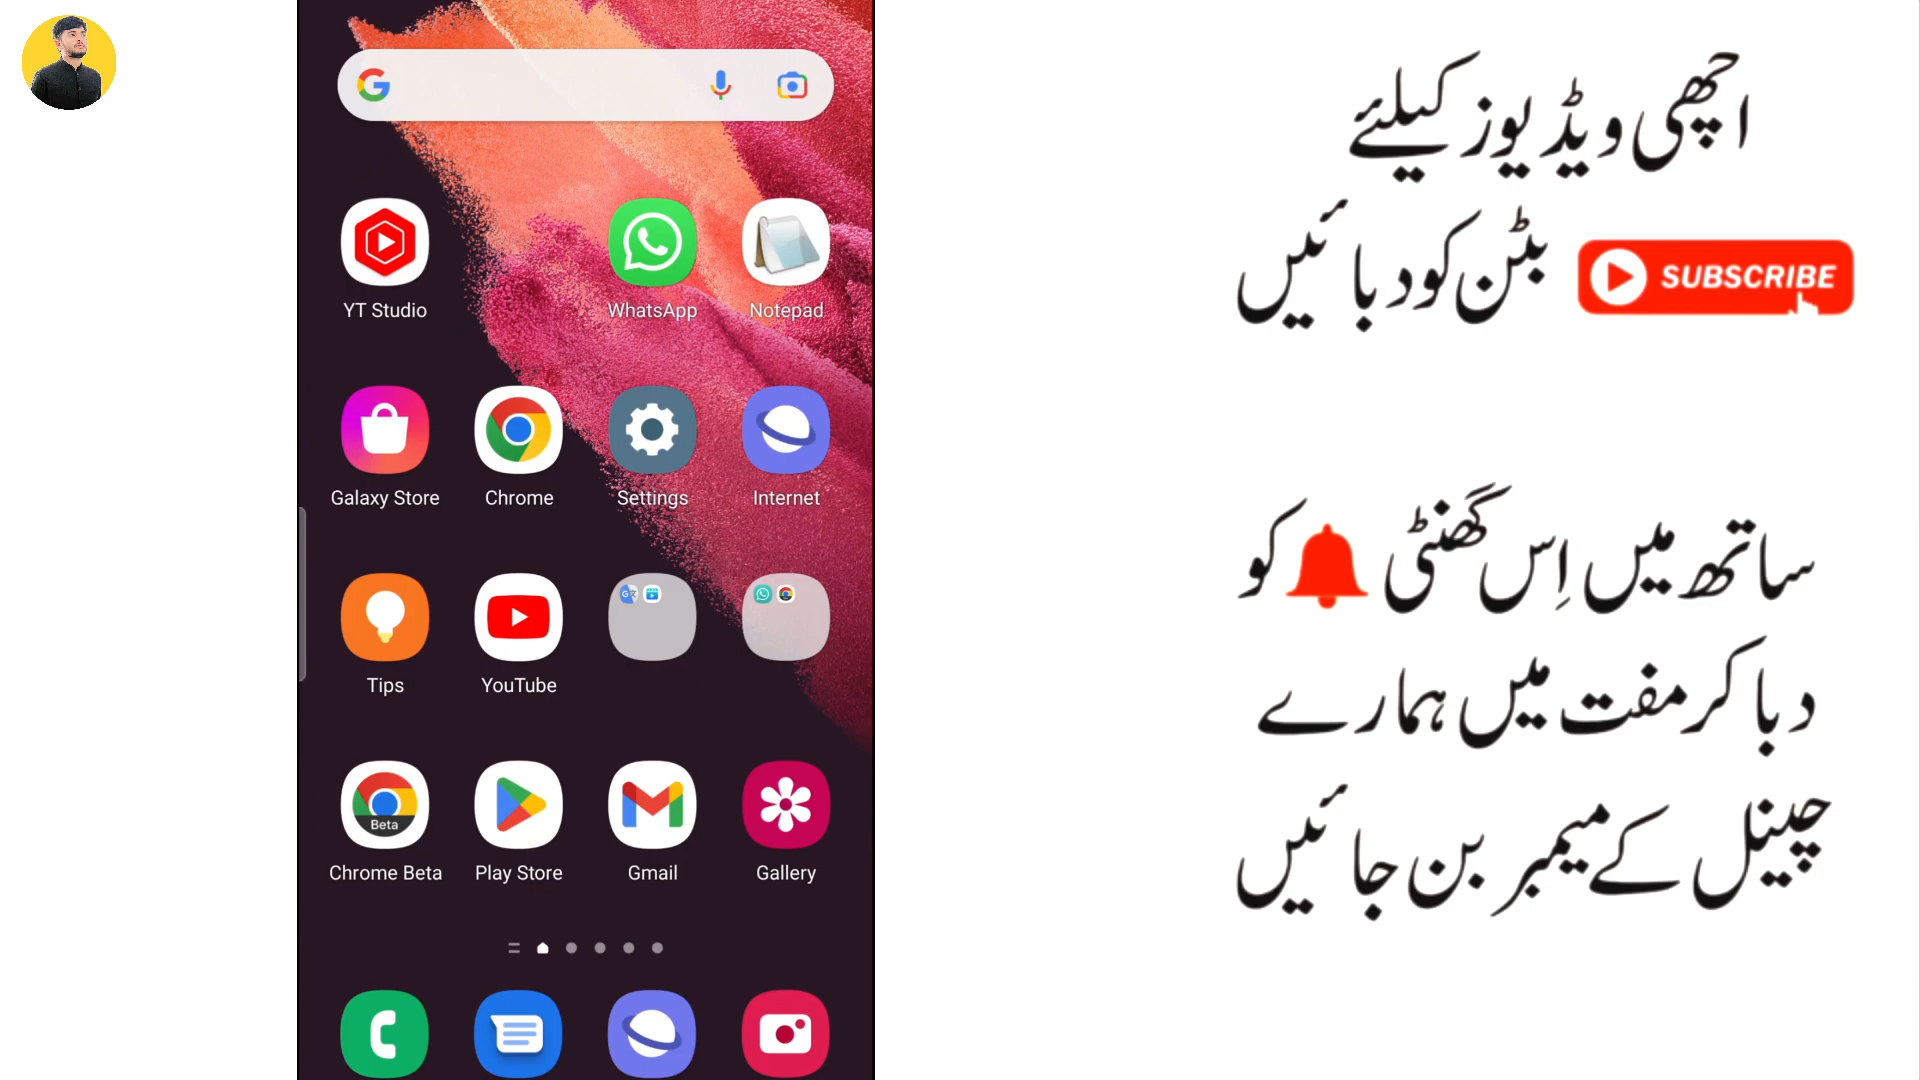 YT Studio
WhatsApp
Notepad
Galaxy Store
Chrome
Settings
Internet
Tips
YouTube
Beta
Chrome Beta
Play Store
Gmail
Gallery
اچھی ویڈیوز کیلئے
SUBSCRIBE بٹن کو دبائیں
ساتھ میں اِس گھنٹی کو
دبا کر مفت میں ہمارے
چینل کے میمبر بن جائیں